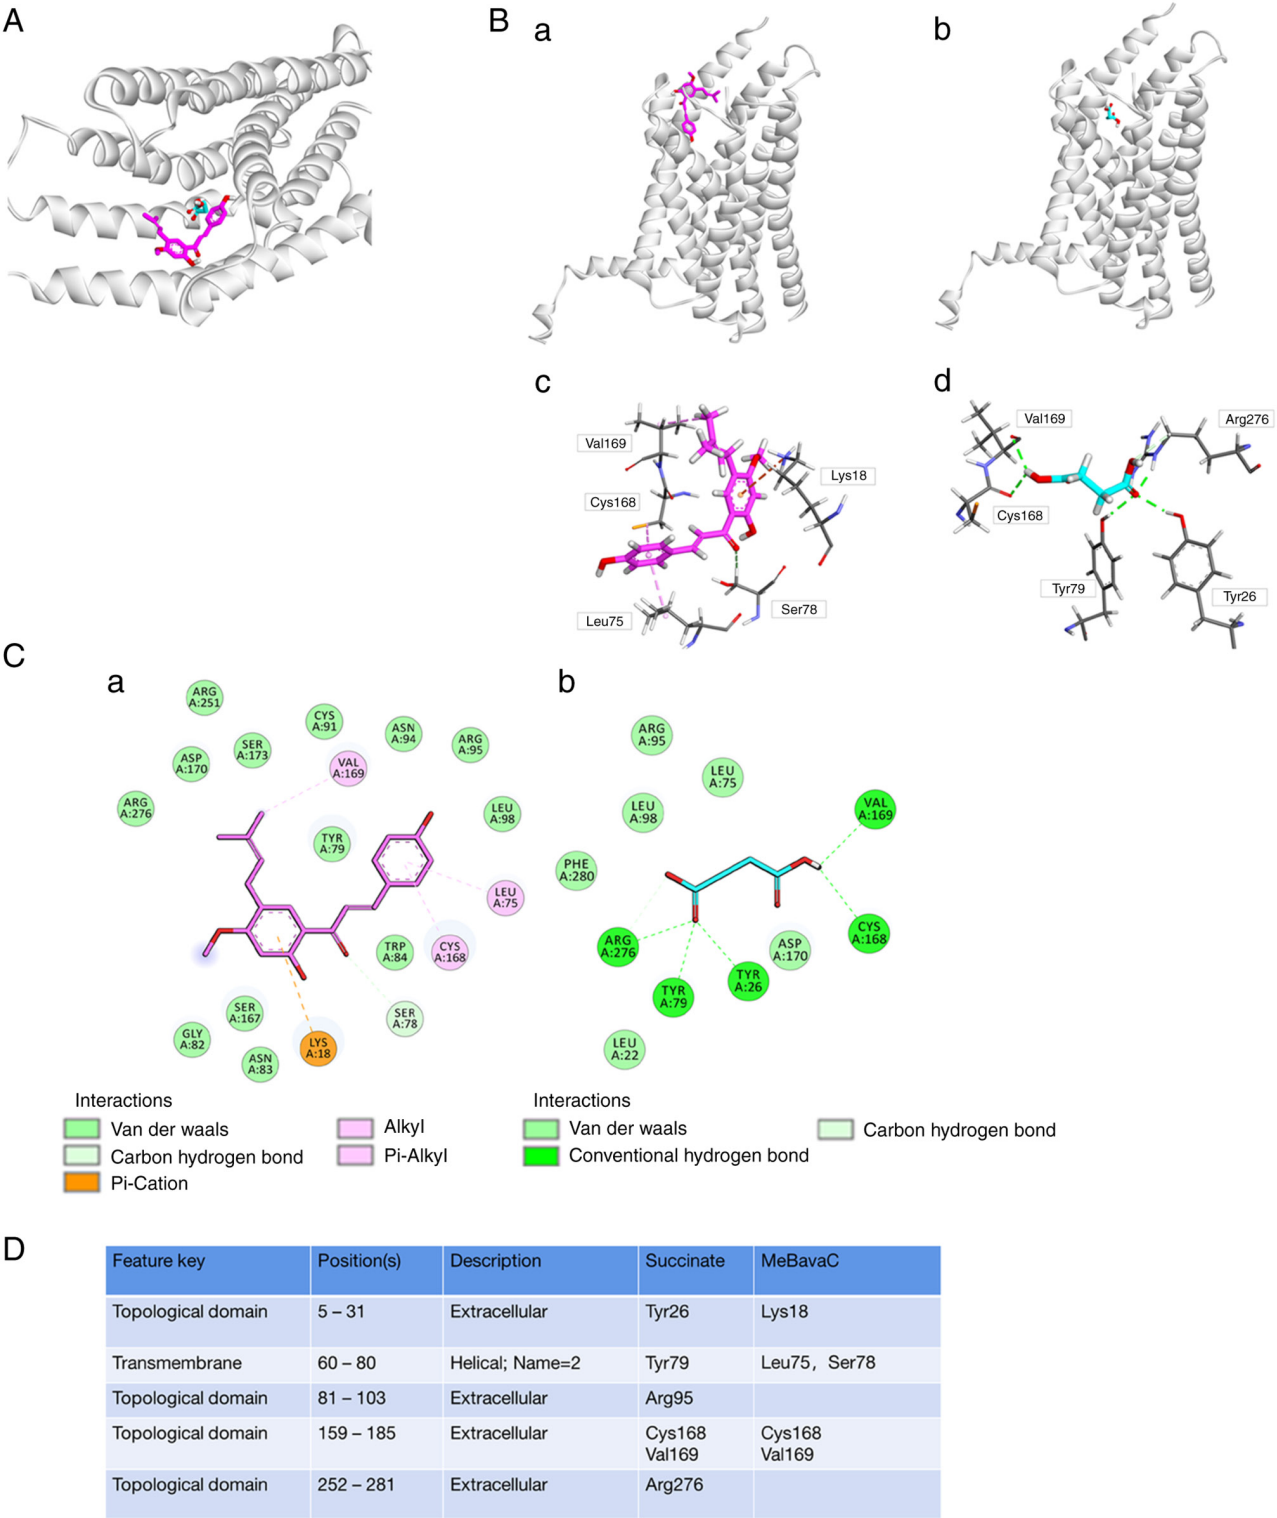 A
B
a
b
c
Val169
Cys168
Lys18
Leu75
Ser78
d
Val169
Arg276
Cys168
Tyr79
Tyr26
C
a
ARG
A:251
CYS
A:91
ASN
A:94
ARG
A:95
SER
A:173
ASP
A:170
VAL
A:169
ARG
A:276
LEU
A:98
TYR
A:79
LEU
A:75
TRP
A:84
CYS
A:168
SER
A:78
SER
A:167
GLY
A:82
ASN
A:83
LYS
A:18
Interactions
Van der waals
Carbon hydrogen bond
Pi-Cation
Alkyl
Pi-Alkyl
b
ARG
A:95
LEU
A:75
LEU
A:98
VAL
A:169
PHE
A:280
ARG
A:276
CYS
A:168
ASP
A:170
TYR
A:26
TYR
A:79
LEU
A:22
Interactions
Van der waals
Conventional hydrogen bond
Carbon hydrogen bond
D
Feature key Position(s) Description Succinate MeBavaC
Topological domain 5 – 31 Extracellular Tyr26 Lys18
Transmembrane 60 – 80 Helical; Name=2 Tyr79 Leu75, Ser78
Topological domain 81 – 103 Extracellular Arg95
Topological domain 159 – 185 Extracellular Cys168 Cys168
Val169 Val169
Topological domain 252 – 281 Extracellular Arg276